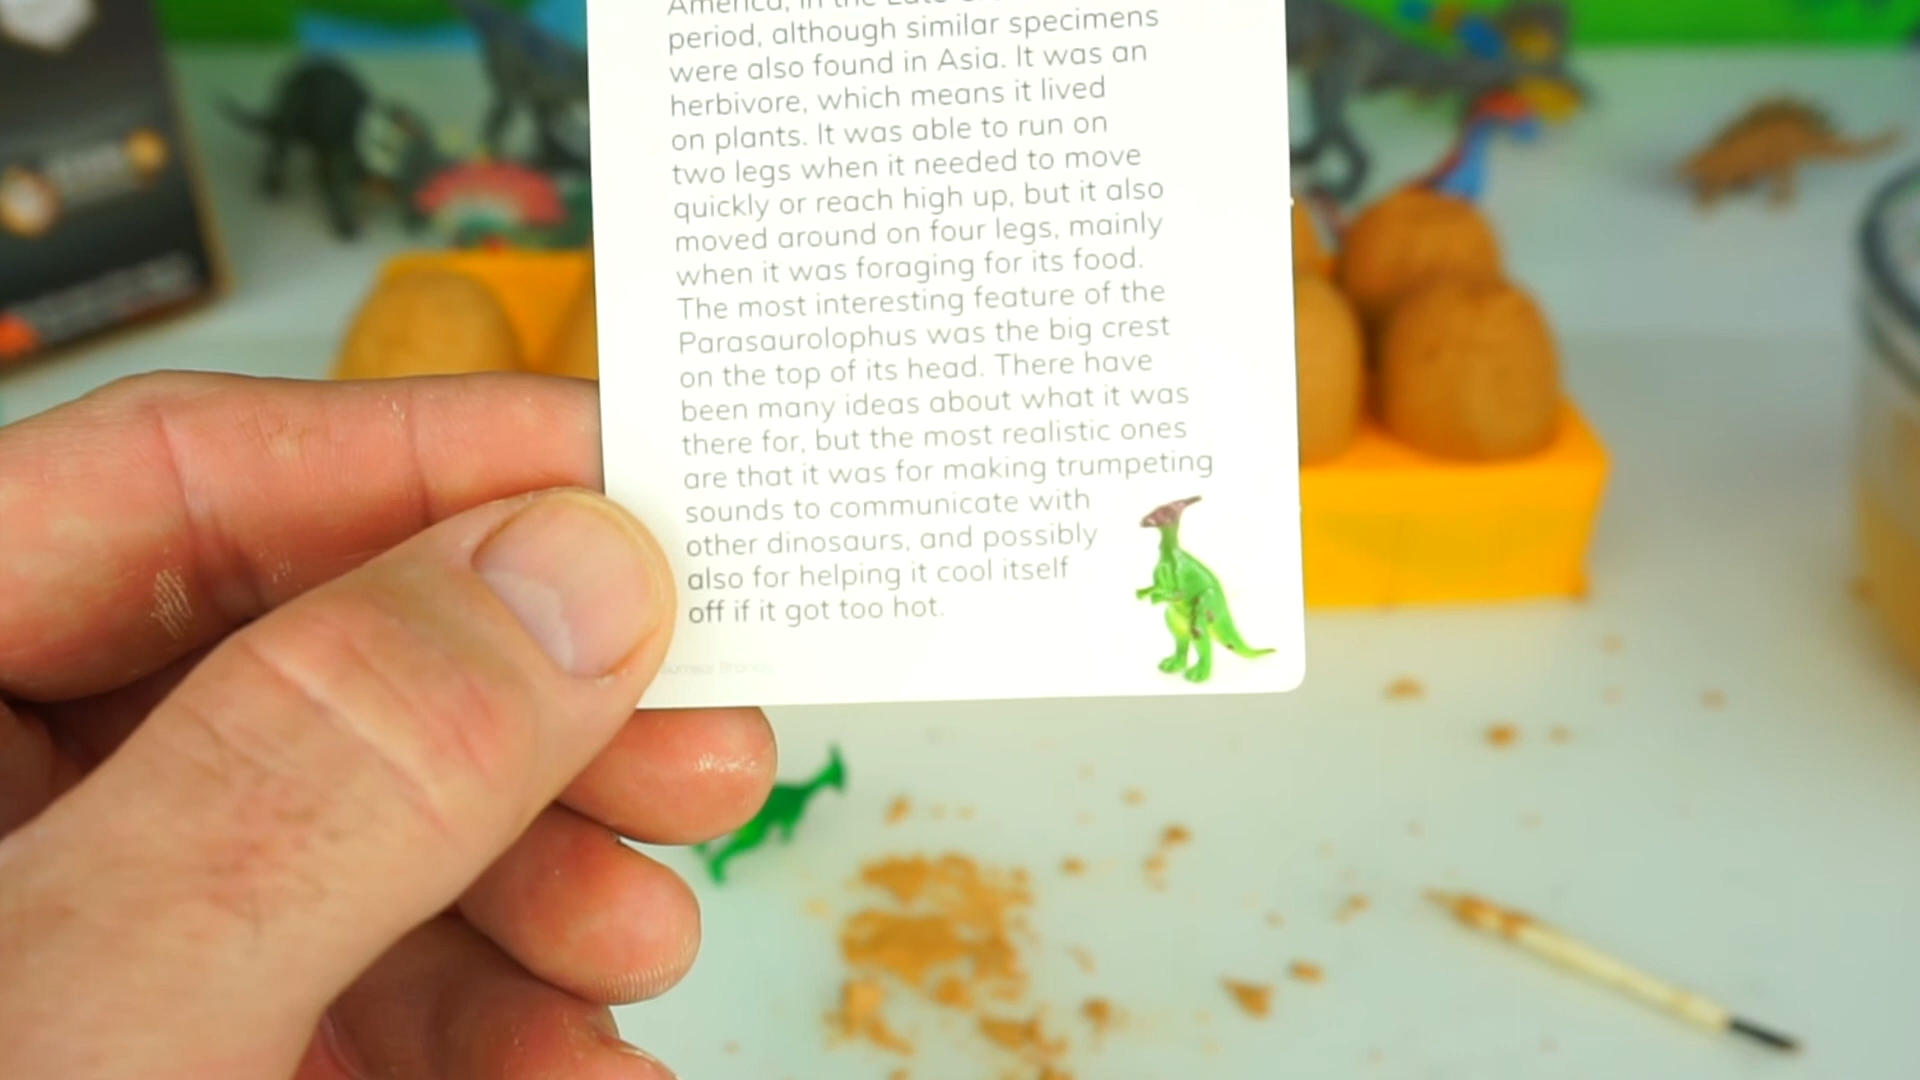 America, in the Late
period, although similar specimens
were also found in Asia. It was an
herbivore, which means it lived
on plants. It was able to run on
two legs when it needed to move
quickly or reach high up, but it also
moved around on four legs, mainly
when it was foraging for its food.
The most interesting feature of the
Parasaurolophus was the big crest
on the top of its head. There have
been many ideas about what it was
there for, but the most realistic ones
are that it was for making trumpeting
sounds to communicate with
other dinosaurs, and possibly
also for helping it cool itself
off if it got too hot.